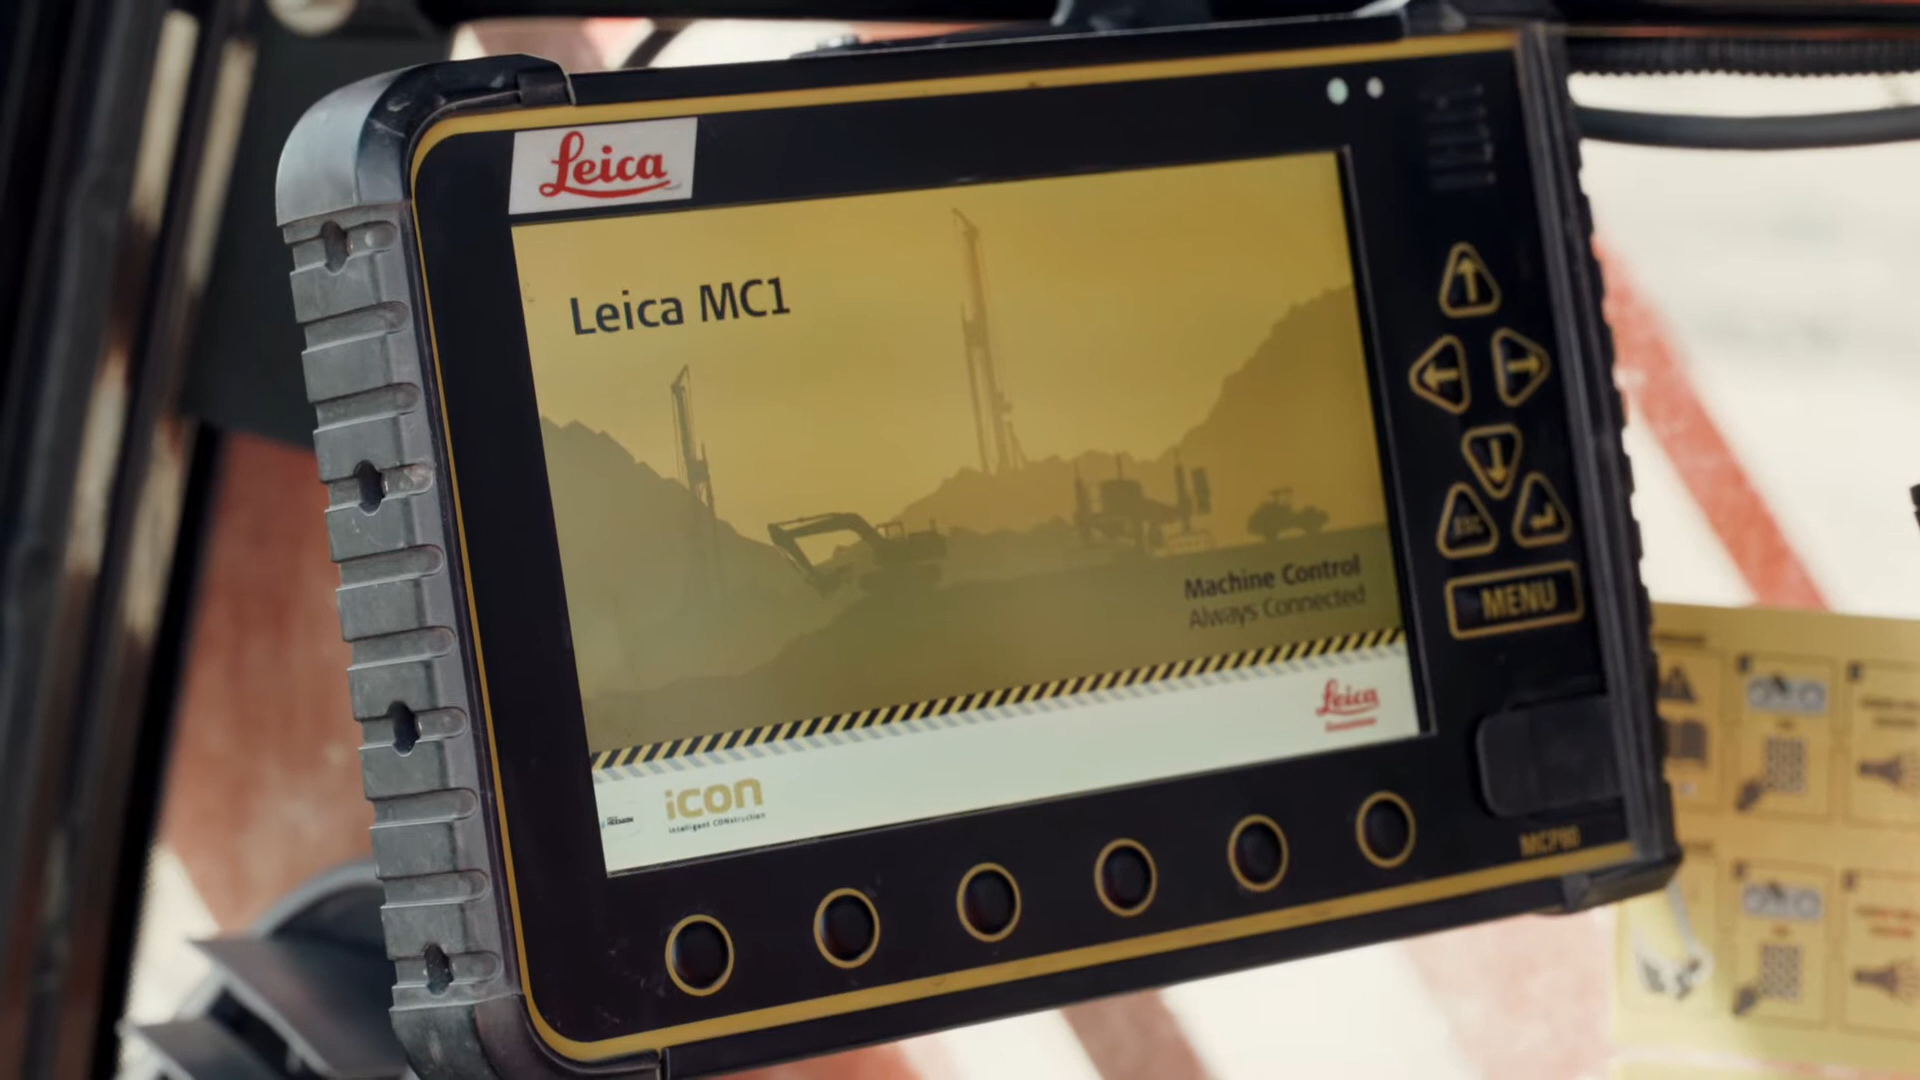 Leica
Leica MC1
Machine Control
Always Connected
Leica
icon
intelligent CONstruction
ESC
MENU
MCP80